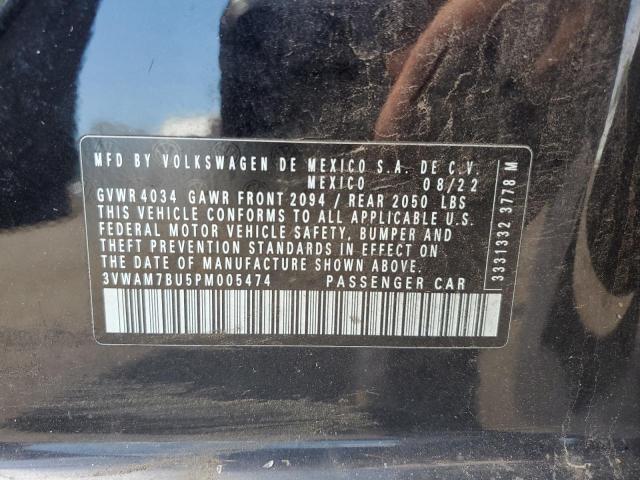 MFD BY VOLKSWAGEN DE MEXICO S.A. DE C.V.
MEXICO 08/22
GVWR 4034 GAWR FRONT 2094 / REAR 2050 LBS
THIS VEHICLE CONFORMS TO ALL APPLICABLE U.S.
FEDERAL MOTOR VEHICLE SAFETY, BUMPER AND
THEFT PREVENTION STANDARDS IN EFFECT ON
THE DATE OF MANUFACTURE SHOWN ABOVE.
3VWAM7BU5PM005474 PASSENGER CAR
3331332 3778 M